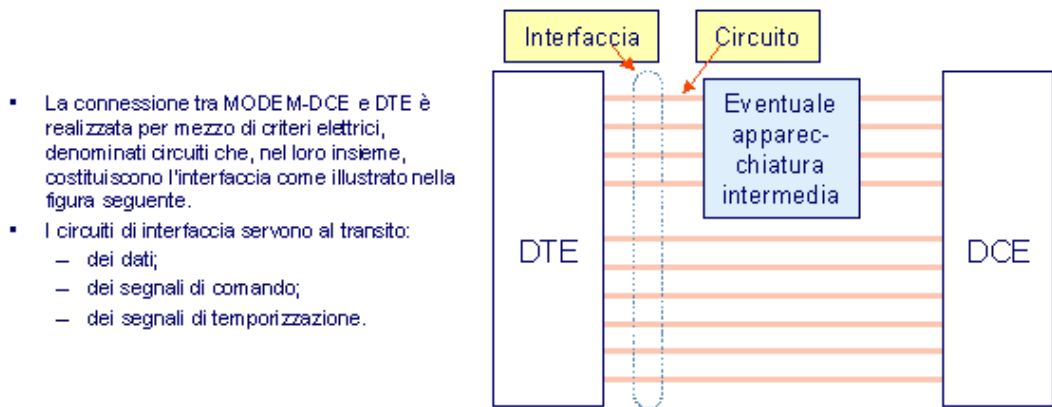 ▪ La connessione tra MODEM-DCE e DTE è
realizzata per mezzo di criteri elettrici,
denominati circuiti che, nel loro insieme,
costituiscono l'interfaccia come illustrato nella
figura seguente.
▪ I circuiti di interfaccia servono al transito:
– dei dati;
– dei segnali di comando;
– dei segnali di temporizzazione.
Interfaccia
Circuito
Eventuale
apparec-
chiatura
intermedia
DTE
DCE